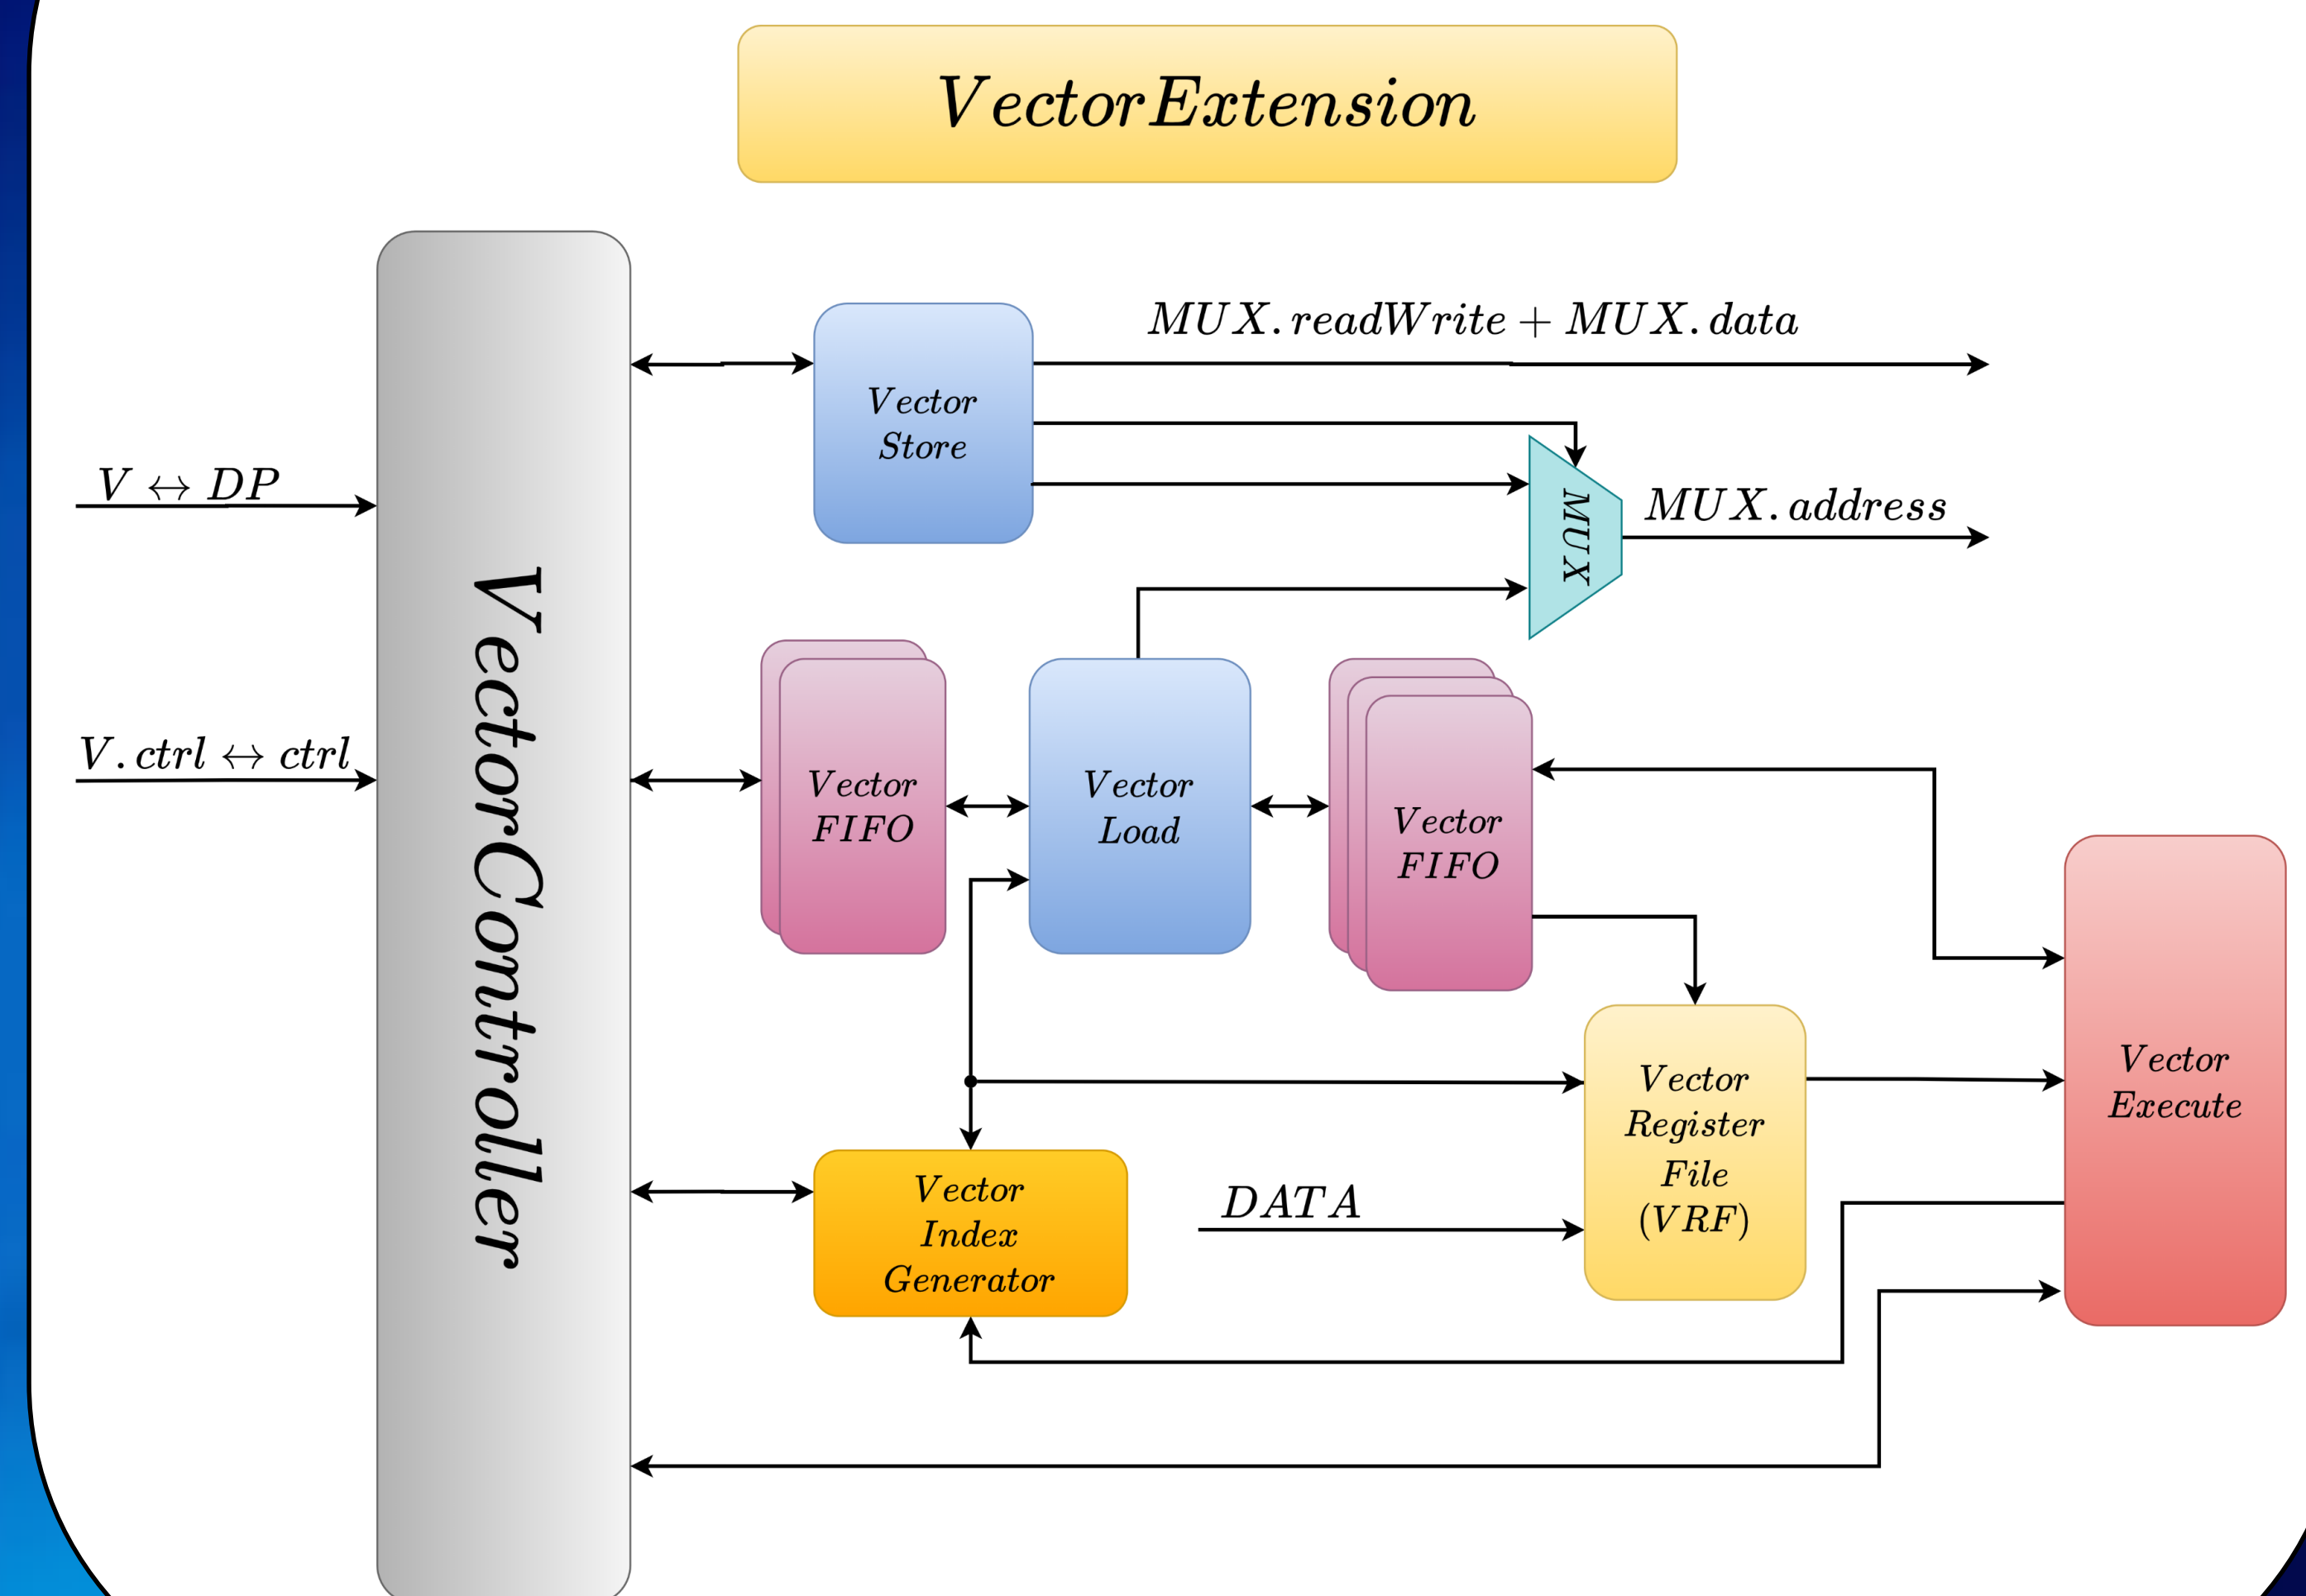 VectorExtension
MUX.readWrite + MUX.data
Vector
Store
V ↔ DP
MUX
MUX.address
VectorController
V.ctrl ↔ ctrl
Vector
FIFO
Vector
Load
Vector
FIFO
Vector
Execute
Vector
Register
File
(VRF)
Vector
Index
Generator
DATA